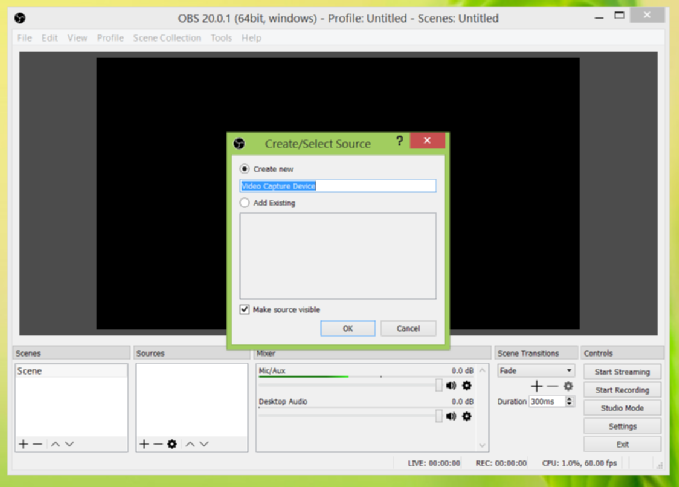 OBS 20.0.1 (64bit, windows) - Profile: Untitled - Scenes: Untitled
File Edit View Profile Scene Collection Tools Help
Create/Select Source ?
Create new
Video Capture Device
Add Existing
Make source visible
OK Cancel
Scenes Sources Mixer Scene Transitions Controls
Scene
Mic/Aux 0.0 dB
Desktop Audio 0.0 dB
Fade
Duration 300ms
Start Streaming
Start Recording
Studio Mode
Settings
Exit
LIVE: 00:00:00 REC: 00:00:00 CPU: 1.0%, 60.00 fps